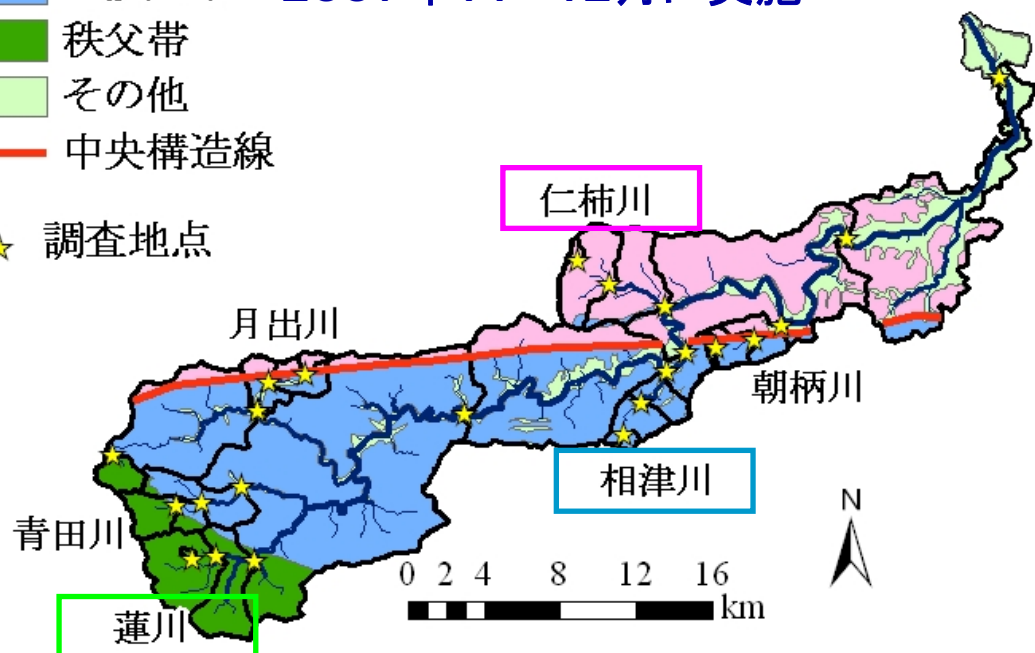 秩父帯
その他
中央構造線
調査地点
仁柿川
月出川
朝柄川
相津川
青田川
蓮川
N
0 2 4 8 12 16
km